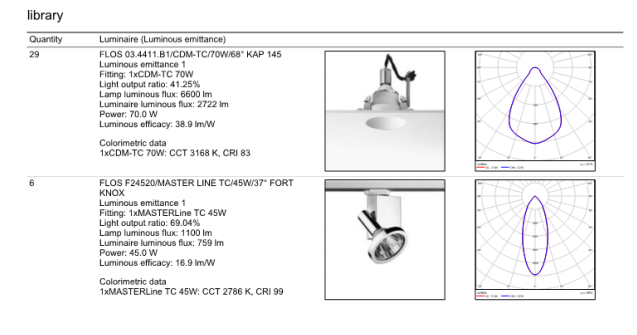 library
Quantity Luminaire (Luminous emittance)
29 FLOS 03.4411.B1/CDM-TC/70W/68° KAP 145
Luminous emittance 1
Fitting: 1xCDM-TC 70W
Light output ratio: 41.25%
Lamp luminous flux: 6600 lm
Luminaire luminous flux: 2722 lm
Power: 70.0 W
Luminous efficacy: 38.9 lm/W
Colorimetric data
1xCDM-TC 70W: CCT 3168 K, CRI 83
6 FLOS F24520/MASTER LINE TC/45W/37° FORT
KNOX
Luminous emittance 1
Fitting: 1xMASTERLine TC 45W
Light output ratio: 69.04%
Lamp luminous flux: 1100 lm
Luminaire luminous flux: 759 lm
Power: 45.0 W
Luminous efficacy: 16.9 lm/W
Colorimetric data
1xMASTERLine TC 45W: CCT 2786 K, CRI 99